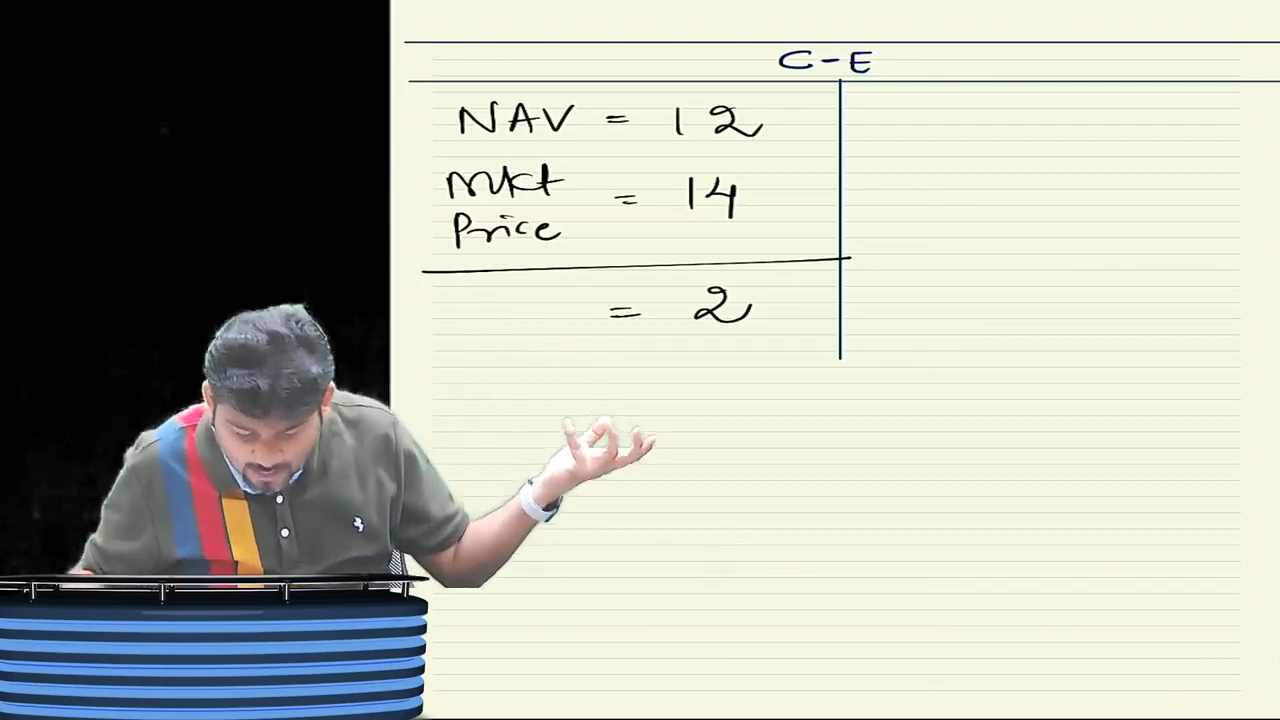 C-E
NAV = 12
Mkt Price = 14
= 2